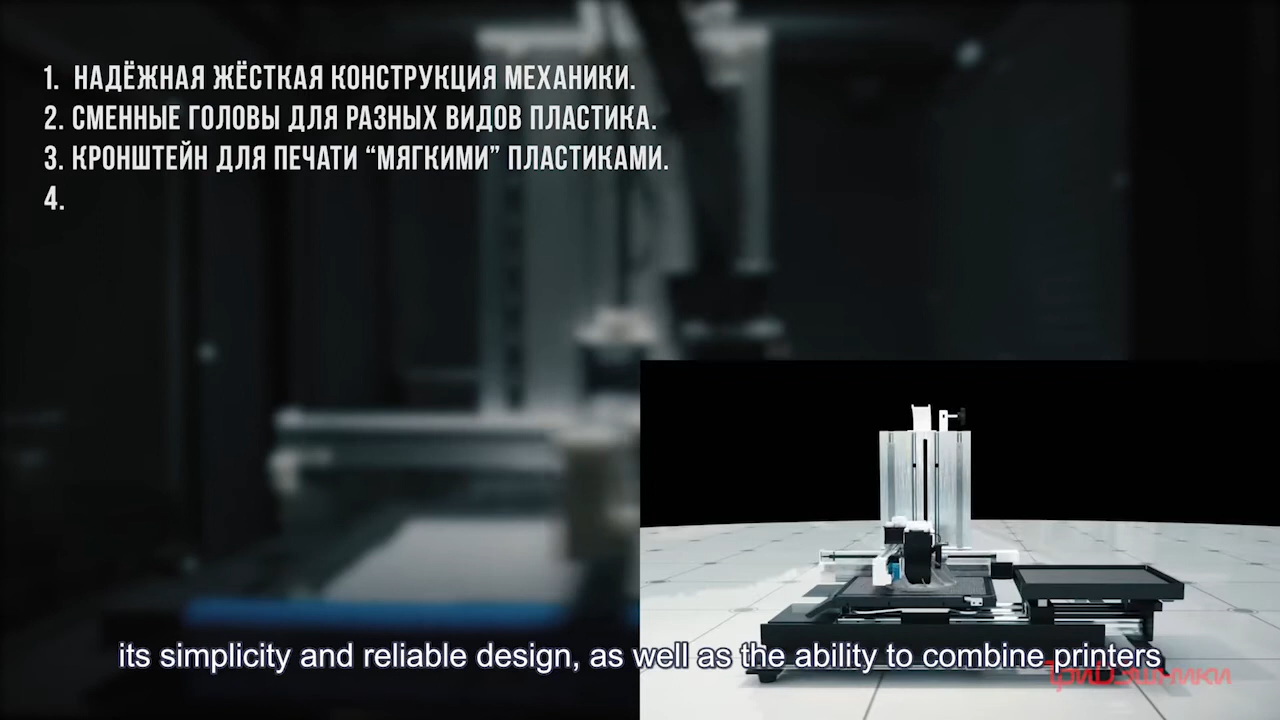 1. НАДЁЖНАЯ ЖЁСТКАЯ КОНСТРУКЦИЯ МЕХАНИКИ.
2. СМЕННЫЕ ГОЛОВЫ ДЛЯ РАЗНЫХ ВИДОВ ПЛАСТИКА.
3. КРОНШТЕЙН ДЛЯ ПЕЧАТИ “МЯГКИМИ” ПЛАСТИКАМИ.
4.
its simplicity and reliable design, as well as the ability to combine printers